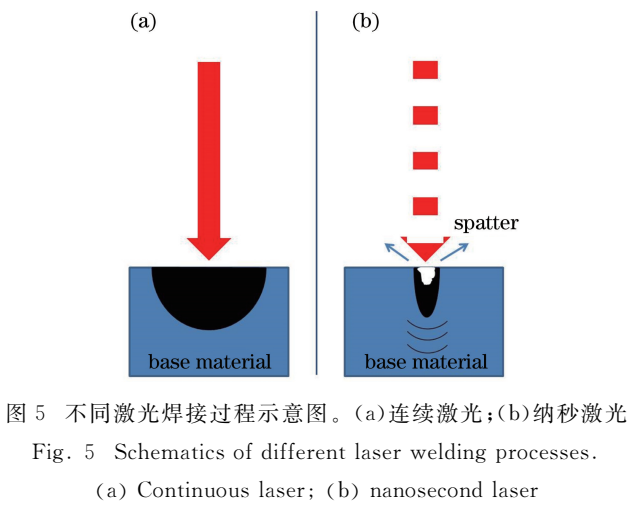 (a)
(b)
spatter
base material
base material
图 5 不同激光焊接过程示意图。(a)连续激光;(b)纳秒激光
Fig. 5 Schematics of different laser welding processes.
(a) Continuous laser; (b) nanosecond laser